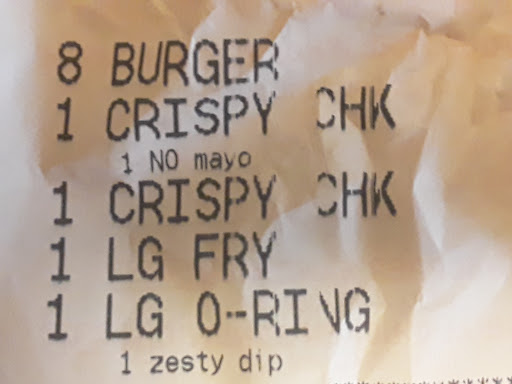 8 BURGER
1 CRISPY CHK
1 NO mayo
1 CRISPY CHK
1 LG FRY
1 LG O-RING
1 zesty dip